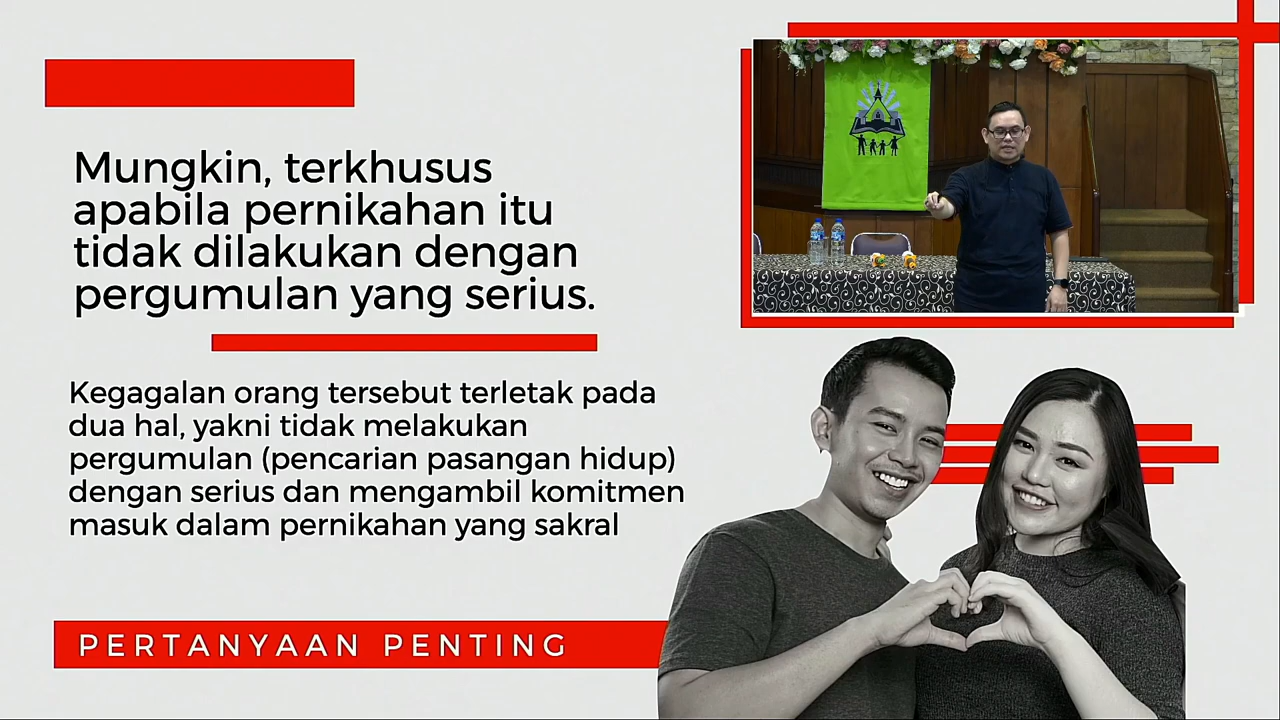 Mungkin, terkhusus
apabila pernikahan itu
tidak dilakukan dengan
pergumulan yang serius.
Kegagalan orang tersebut terletak pada
dua hal, yakni tidak melakukan
pergumulan (pencarian pasangan hidup)
dengan serius dan mengambil komitmen
masuk dalam pernikahan yang sakral
PERTANYAAN PENTING